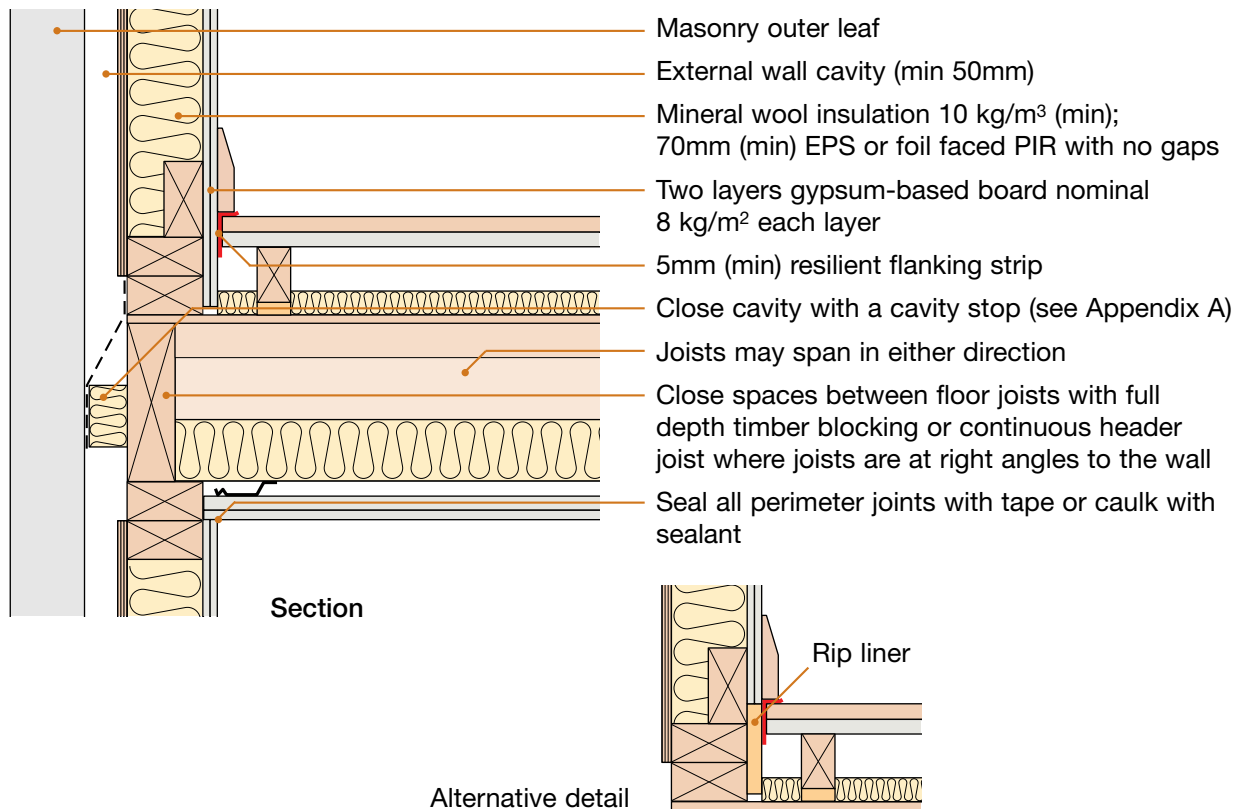 Masonry outer leaf
External wall cavity (min 50mm)
Mineral wool insulation 10 kg/m³ (min);
70mm (min) EPS or foil faced PIR with no gaps
Two layers gypsum-based board nominal
8 kg/m² each layer
5mm (min) resilient flanking strip
Close cavity with a cavity stop (see Appendix A)
Joists may span in either direction
Close spaces between floor joists with full
depth timber blocking or continuous header
joist where joists are at right angles to the wall
Seal all perimeter joints with tape or caulk with
sealant
Section
Rip liner
Alternative detail